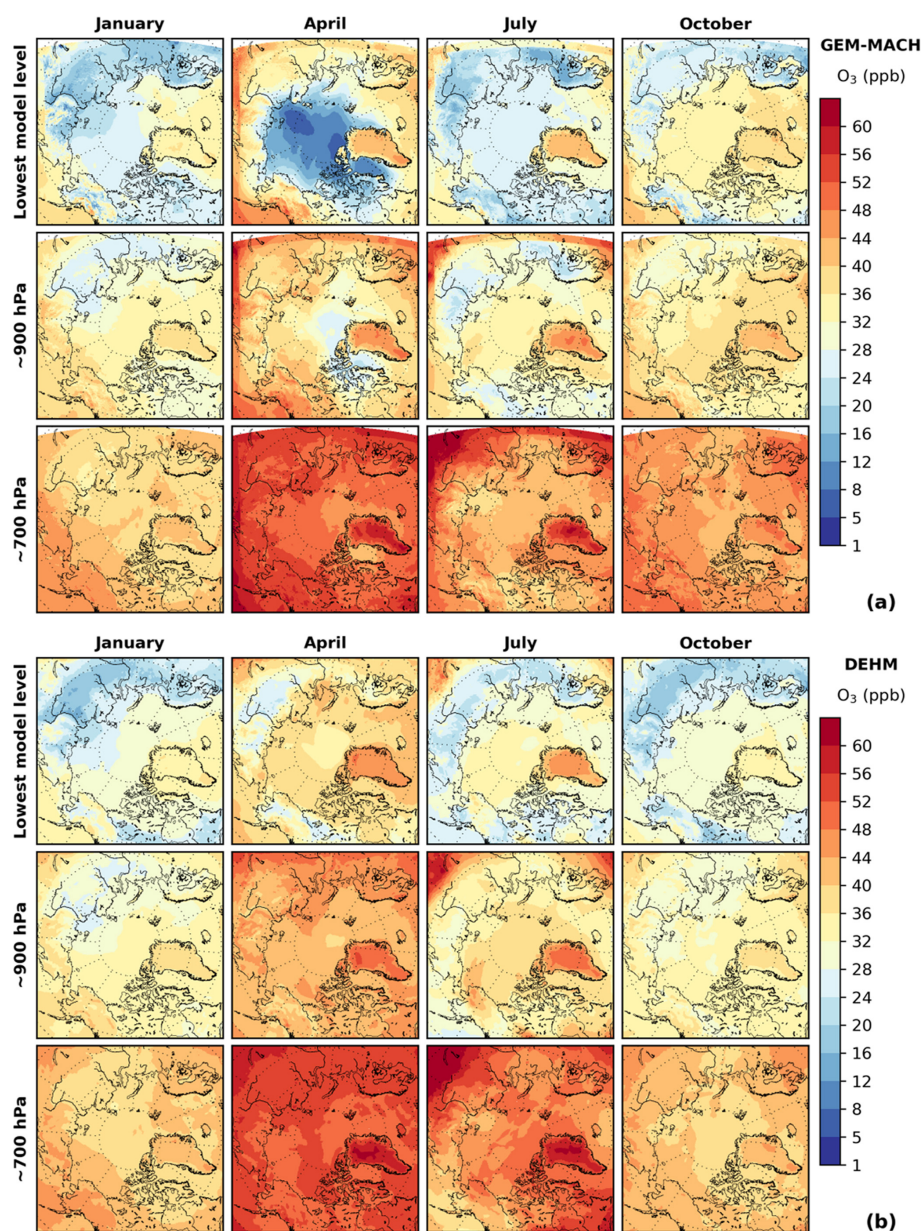 January April July October
GEM-MACH
O₃ (ppb)
Lowest model level
~900 hPa
~700 hPa
60
56
52
48
44
40
36
32
28
24
20
16
12
8
5
1
(a)
January April July October
DEHM
O₃ (ppb)
Lowest model level
~900 hPa
~700 hPa
60
56
52
48
44
40
36
32
28
24
20
16
12
8
5
1
(b)